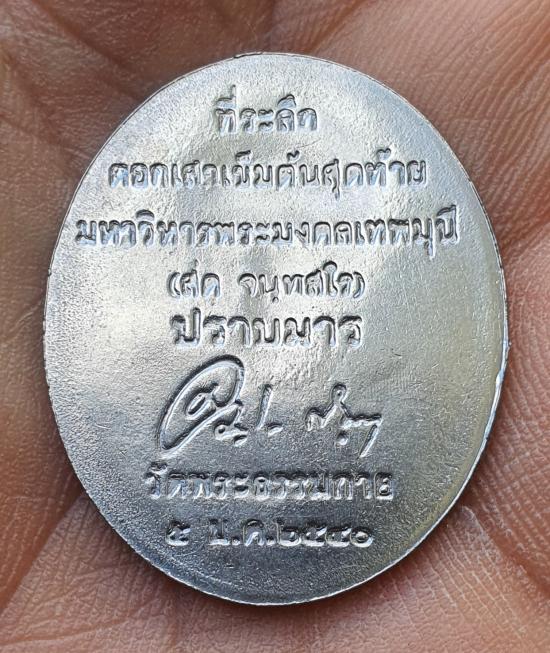 ที่ระลึก
ตอกเสาเข็มต้นสุดท้าย
มหาวิหารพระมงคลเทพมุนี
(สด จนฺทสโร)
ปราบมาร
วัดพระธรรมกาย
๕ ม.ค.๒๕๔๐